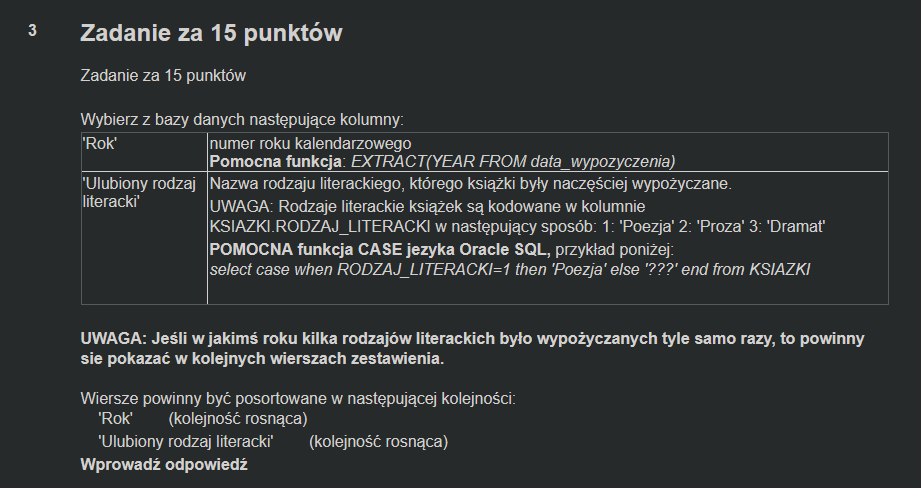 3
Zadanie za 15 punktów
Zadanie za 15 punktów
Wybierz z bazy danych następujące kolumny:
'Rok'
numer roku kalendarzowego
Pomocna funkcja: EXTRACT(YEAR FROM data_wypozyczenia)
'Ulubiony rodzaj
literacki'
Nazwa rodzaju literackiego, którego książki były naczęściej wypożyczane.
UWAGA: Rodzaje literackie książek są kodowane w kolumnie
KSIAZKI.RODZAJ_LITERACKI w następujący sposób: 1: 'Poezja' 2: 'Proza' 3: 'Dramat'
POMOCNA funkcja CASE jezyka Oracle SQL, przykład poniżej:
select case when RODZAJ_LITERACKI=1 then 'Poezja' else '???' end from KSIAZKI
UWAGA: Jeśli w jakimś roku kilka rodzajów literackich było wypożyczanych tyle samo razy, to powinny
sie pokazać w kolejnych wierszach zestawienia.
Wiersze powinny być posortowane w następującej kolejności:
'Rok' (kolejność rosnąca)
'Ulubiony rodzaj literacki' (kolejność rosnąca)
Wprowadź odpowiedź